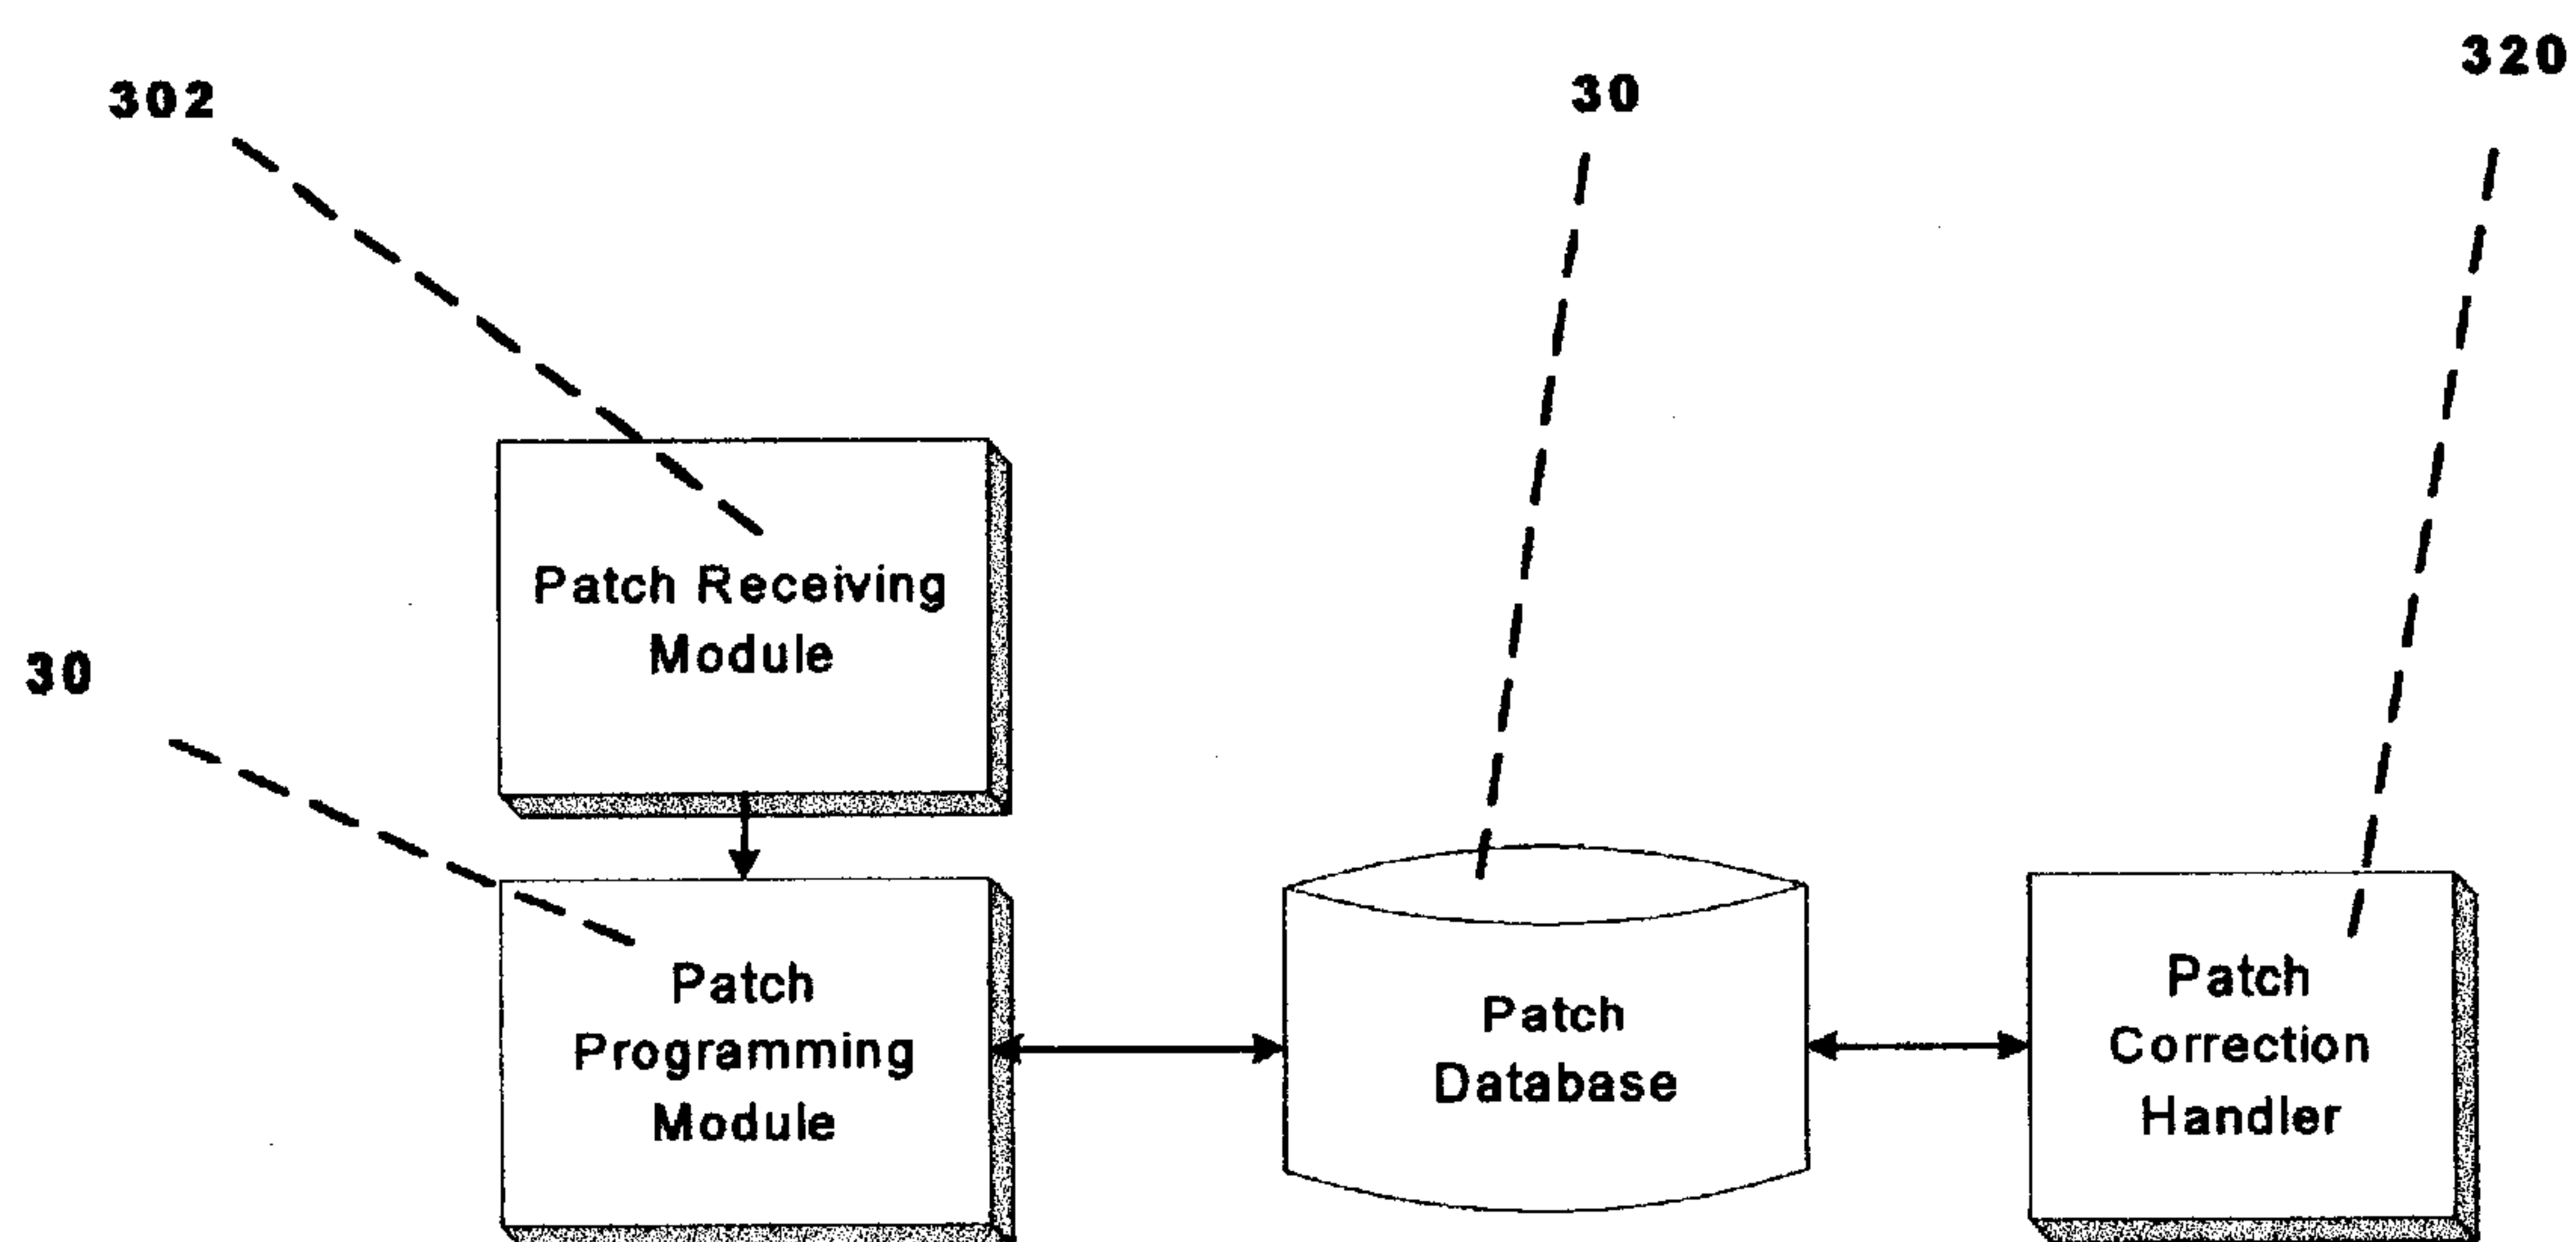 302
30
320
Patch Receiving
Module
30
Patch
Programming
Module
Patch
Database
Patch
Correction
Handler